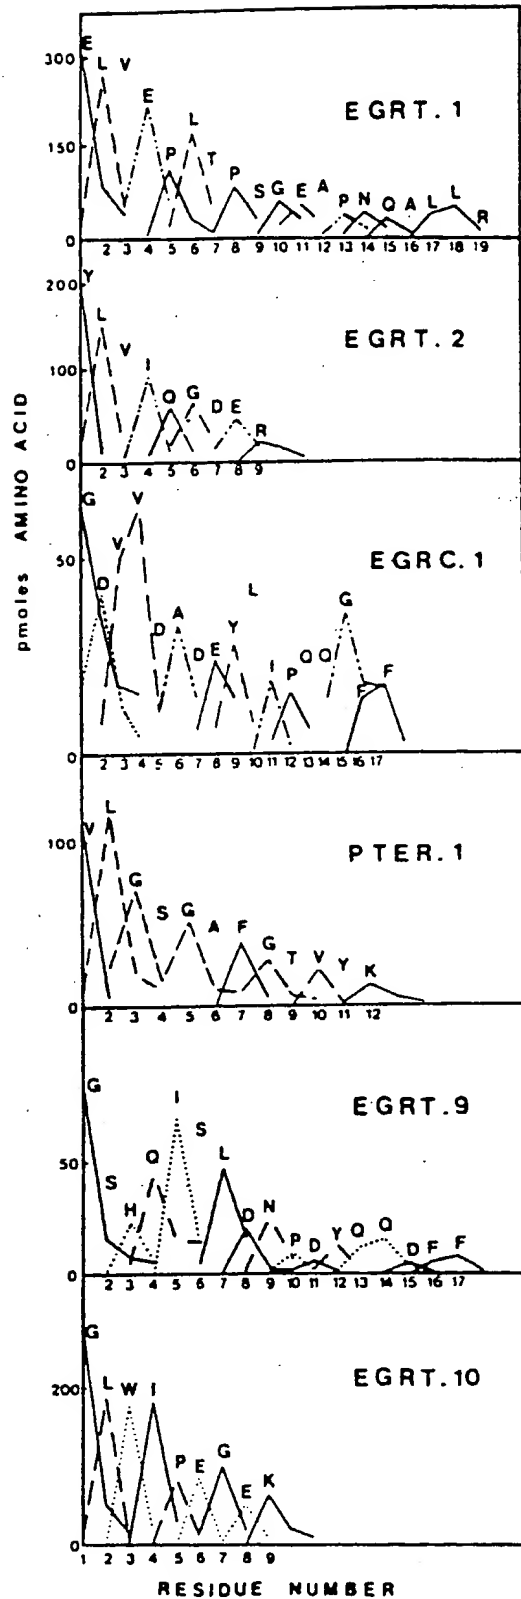 E
300
L V
E
EGRT.1
L
150
P T P
S G E A P N Q A L L R
0
2 3 4 5 6 7 8 9 10 11 12 13 14 15 16 17 18 19
Y
200
L
V
I
EGRT.2
100
Q G D E
R
0
2 3 4 5 6 7 8 9
G
V
V
EGRC.1
50
D
L
D A D E Y
I P Q Q G
F F
0
2 3 4 5 6 7 8 9 10 11 12 13 14 15 16 17
V L
100
PTER.1
G
S G A F
G T V Y
K
0
2 3 4 5 6 7 8 9 10 11 12
G
I
EGRT.9
S
50
S H Q
L
D N P D Y Q Q D F F
0
2 3 4 5 6 7 8 9 10 11 12 13 14 15 16 17
G
L W I
EGRT.10
200
P E G
E K
0
1 2 3 4 5 6 7 8 9
RESIDUE NUMBER
pmoles AMINO ACID